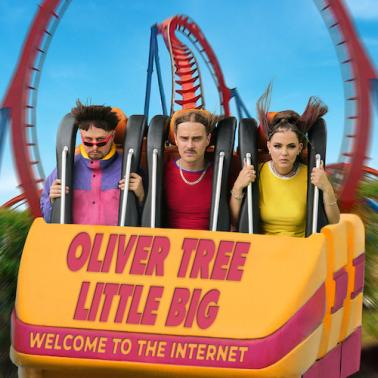 OLIVER TREE
LITTLE BIG
WELCOME TO THE INTERNET